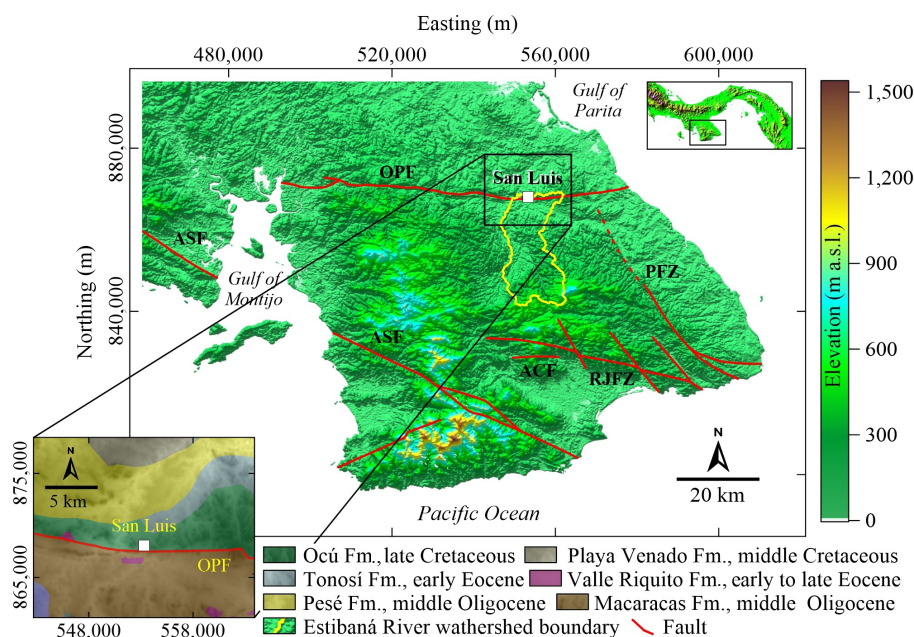 Easting (m)
480,000
520,000
560,000
600,000
Gulf of
Parita
1,500
880,000
OPF
San Luis
1,200
ASF
PFZ
900
Gulf of
Montijo
Northing (m)
Elevation (m a.s.l.)
840,000
ASF
600
ACF
RJFZ
300
N
N
875,000
5 km
20 km
San Luis
Pacific Ocean
0
OPF
865,000
548,000
558,000
Ocú Fm., late Cretaceous
Playa Venado Fm., middle Cretaceous
Tonosí Fm., early Eocene
Valle Riquito Fm., early to late Eocene
Pesé Fm., middle Oligocene
Macaracas Fm., middle Oligocene
Estibaná River wathershed boundary
Fault